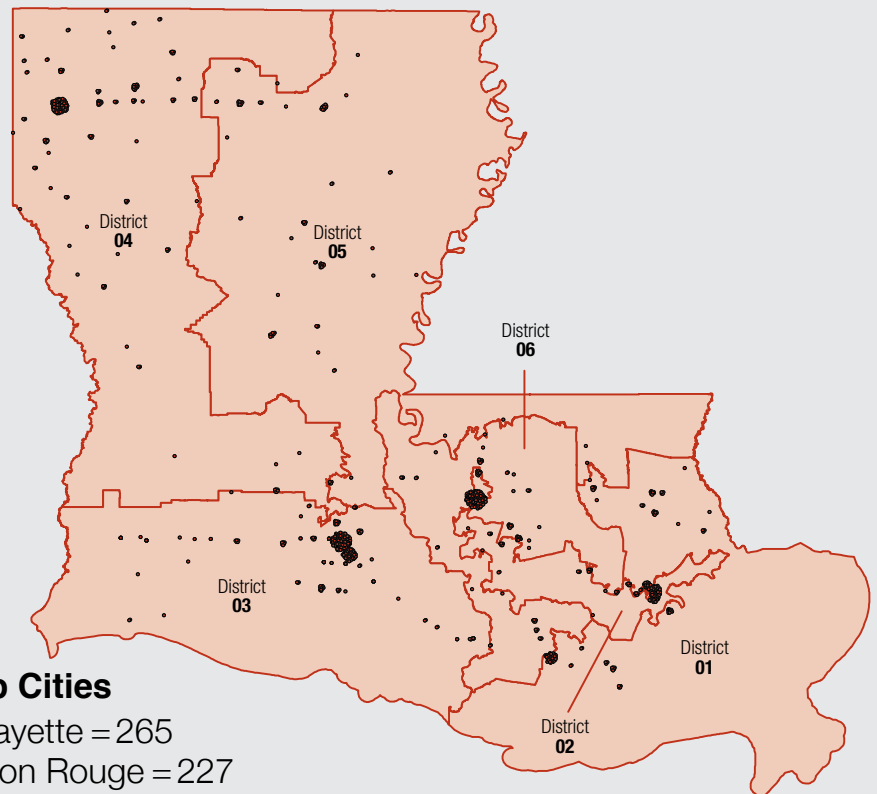 District
04
District
05
District
06
District
03
District
01
District
02
Cities
ayette = 265
on Rouge = 227